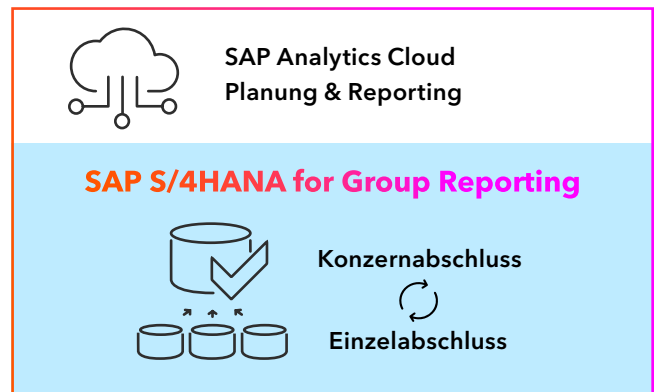 SAP Analytics Cloud
Planung & Reporting
SAP S/4HANA for Group Reporting
Konzernabschluss
Einzelabschluss